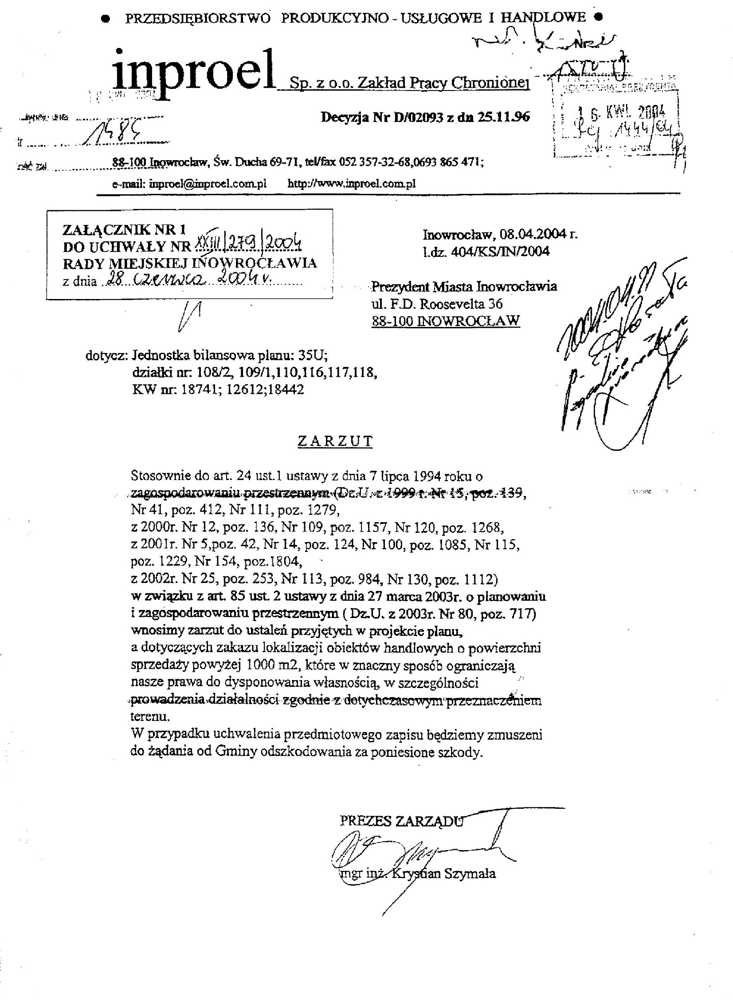 ● PRZEDSIĘBIORSTWO PRODUKCYJNO - USŁUGOWE I HANDLOWE ●
inproel Sp. z o.o. Zakład Pracy Chronionej
Decyzja Nr D/02093 z dn 25.11.96
16. KWI. 2004
1444/04
1585
88-100 Inowrocław, Św. Ducha 69-71, tel/fax 052 357-32-68,0693 865 471;
e-mail: inproel@inproel.com.pl http://www.inproel.com.pl
ZAŁĄCZNIK NR 1
DO UCHWAŁY NR XXIII/279/2004
RADY MIEJSKIEJ INOWROCŁAWIA
z dnia 28 czerwca 2004 r.
Inowrocław, 08.04.2004 r.
l.dz. 404/KS/IN/2004
Prezydent Miasta Inowrocławia
ul. F.D. Roosevelta 36
88-100 INOWROCŁAW
dotycz: Jednostka bilansowa planu: 35U;
działki nr: 108/2, 109/1,110,116,117,118,
KW nr: 18741; 12612;18442
ZARZUT
Stosownie do art. 24 ust.1 ustawy z dnia 7 lipca 1994 roku o
zagospodarowaniu przestrzennym (Dz.U. z 1999 r. Nr 15, poz. 139,
Nr 41, poz. 412, Nr 111, poz. 1279,
z 2000r. Nr 12, poz. 136, Nr 109, poz. 1157, Nr 120, poz. 1268,
z 2001r. Nr 5,poz. 42, Nr 14, poz. 124, Nr 100, poz. 1085, Nr 115,
poz. 1229, Nr 154, poz.1804,
z 2002r. Nr 25, poz. 253, Nr 113, poz. 984, Nr 130, poz. 1112)
w związku z art. 85 ust. 2 ustawy z dnia 27 marca 2003r. o planowaniu
i zagospodarowaniu przestrzennym ( Dz.U. z 2003r. Nr 80, poz. 717)
wnosimy zarzut do ustaleń przyjętych w projekcie planu,
a dotyczących zakazu lokalizacji obiektów handlowych o powierzchni
sprzedaży powyżej 1000 m2, które w znaczny sposób ograniczają
nasze prawa do dysponowania własnością, w szczególności
prowadzenia działalności zgodnie z dotychczasowym przeznaczeniem
terenu.
W przypadku uchwalenia przedmiotowego zapisu będziemy zmuszeni
do żądania od Gminy odszkodowania za poniesione szkody.
PREZES ZARZĄDU
mgr inż. Krystian Szymała